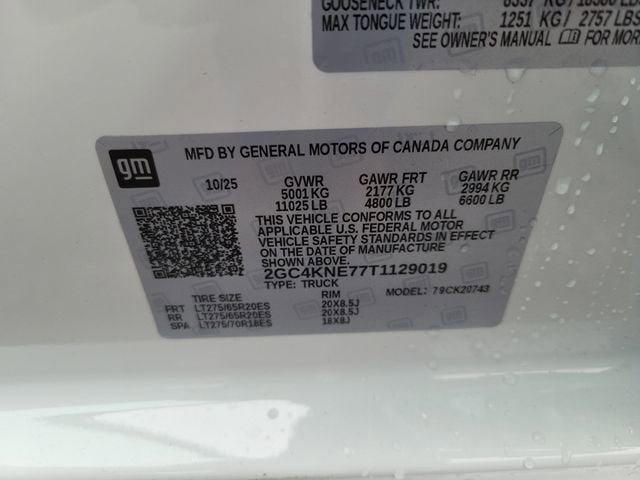 GOOSENECK TWR:
MAX TONGUE WEIGHT: 1251 KG / 2757 LBS
SEE OWNER'S MANUAL FOR MOR
gm
MFD BY GENERAL MOTORS OF CANADA COMPANY
10/25 GVWR GAWR FRT GAWR RR
5001 KG 2177 KG 2994 KG
11025 LB 4800 LB 6600 LB
THIS VEHICLE CONFORMS TO ALL
APPLICABLE U.S. FEDERAL MOTOR
VEHICLE SAFETY STANDARDS IN EFFECT
ON THE DATE OF MANUFACTURE
SHOWN ABOVE
2GC4KNE77T1129019
TYPE: TRUCK MODEL: 79CK20743
TIRE SIZE RIM
FRT LT275/65R20ES 20X8.5J
RR LT275/65R20ES 20X8.5J
SPA LT275/70R18ES 18X8J